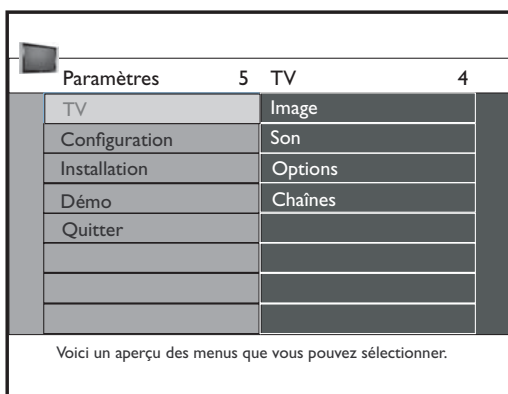 Paramètres 5 TV 4
TV Image
Configuration Son
Installation Options
Démo Chaînes
Quitter
Voici un aperçu des menus que vous pouvez sélectionner.